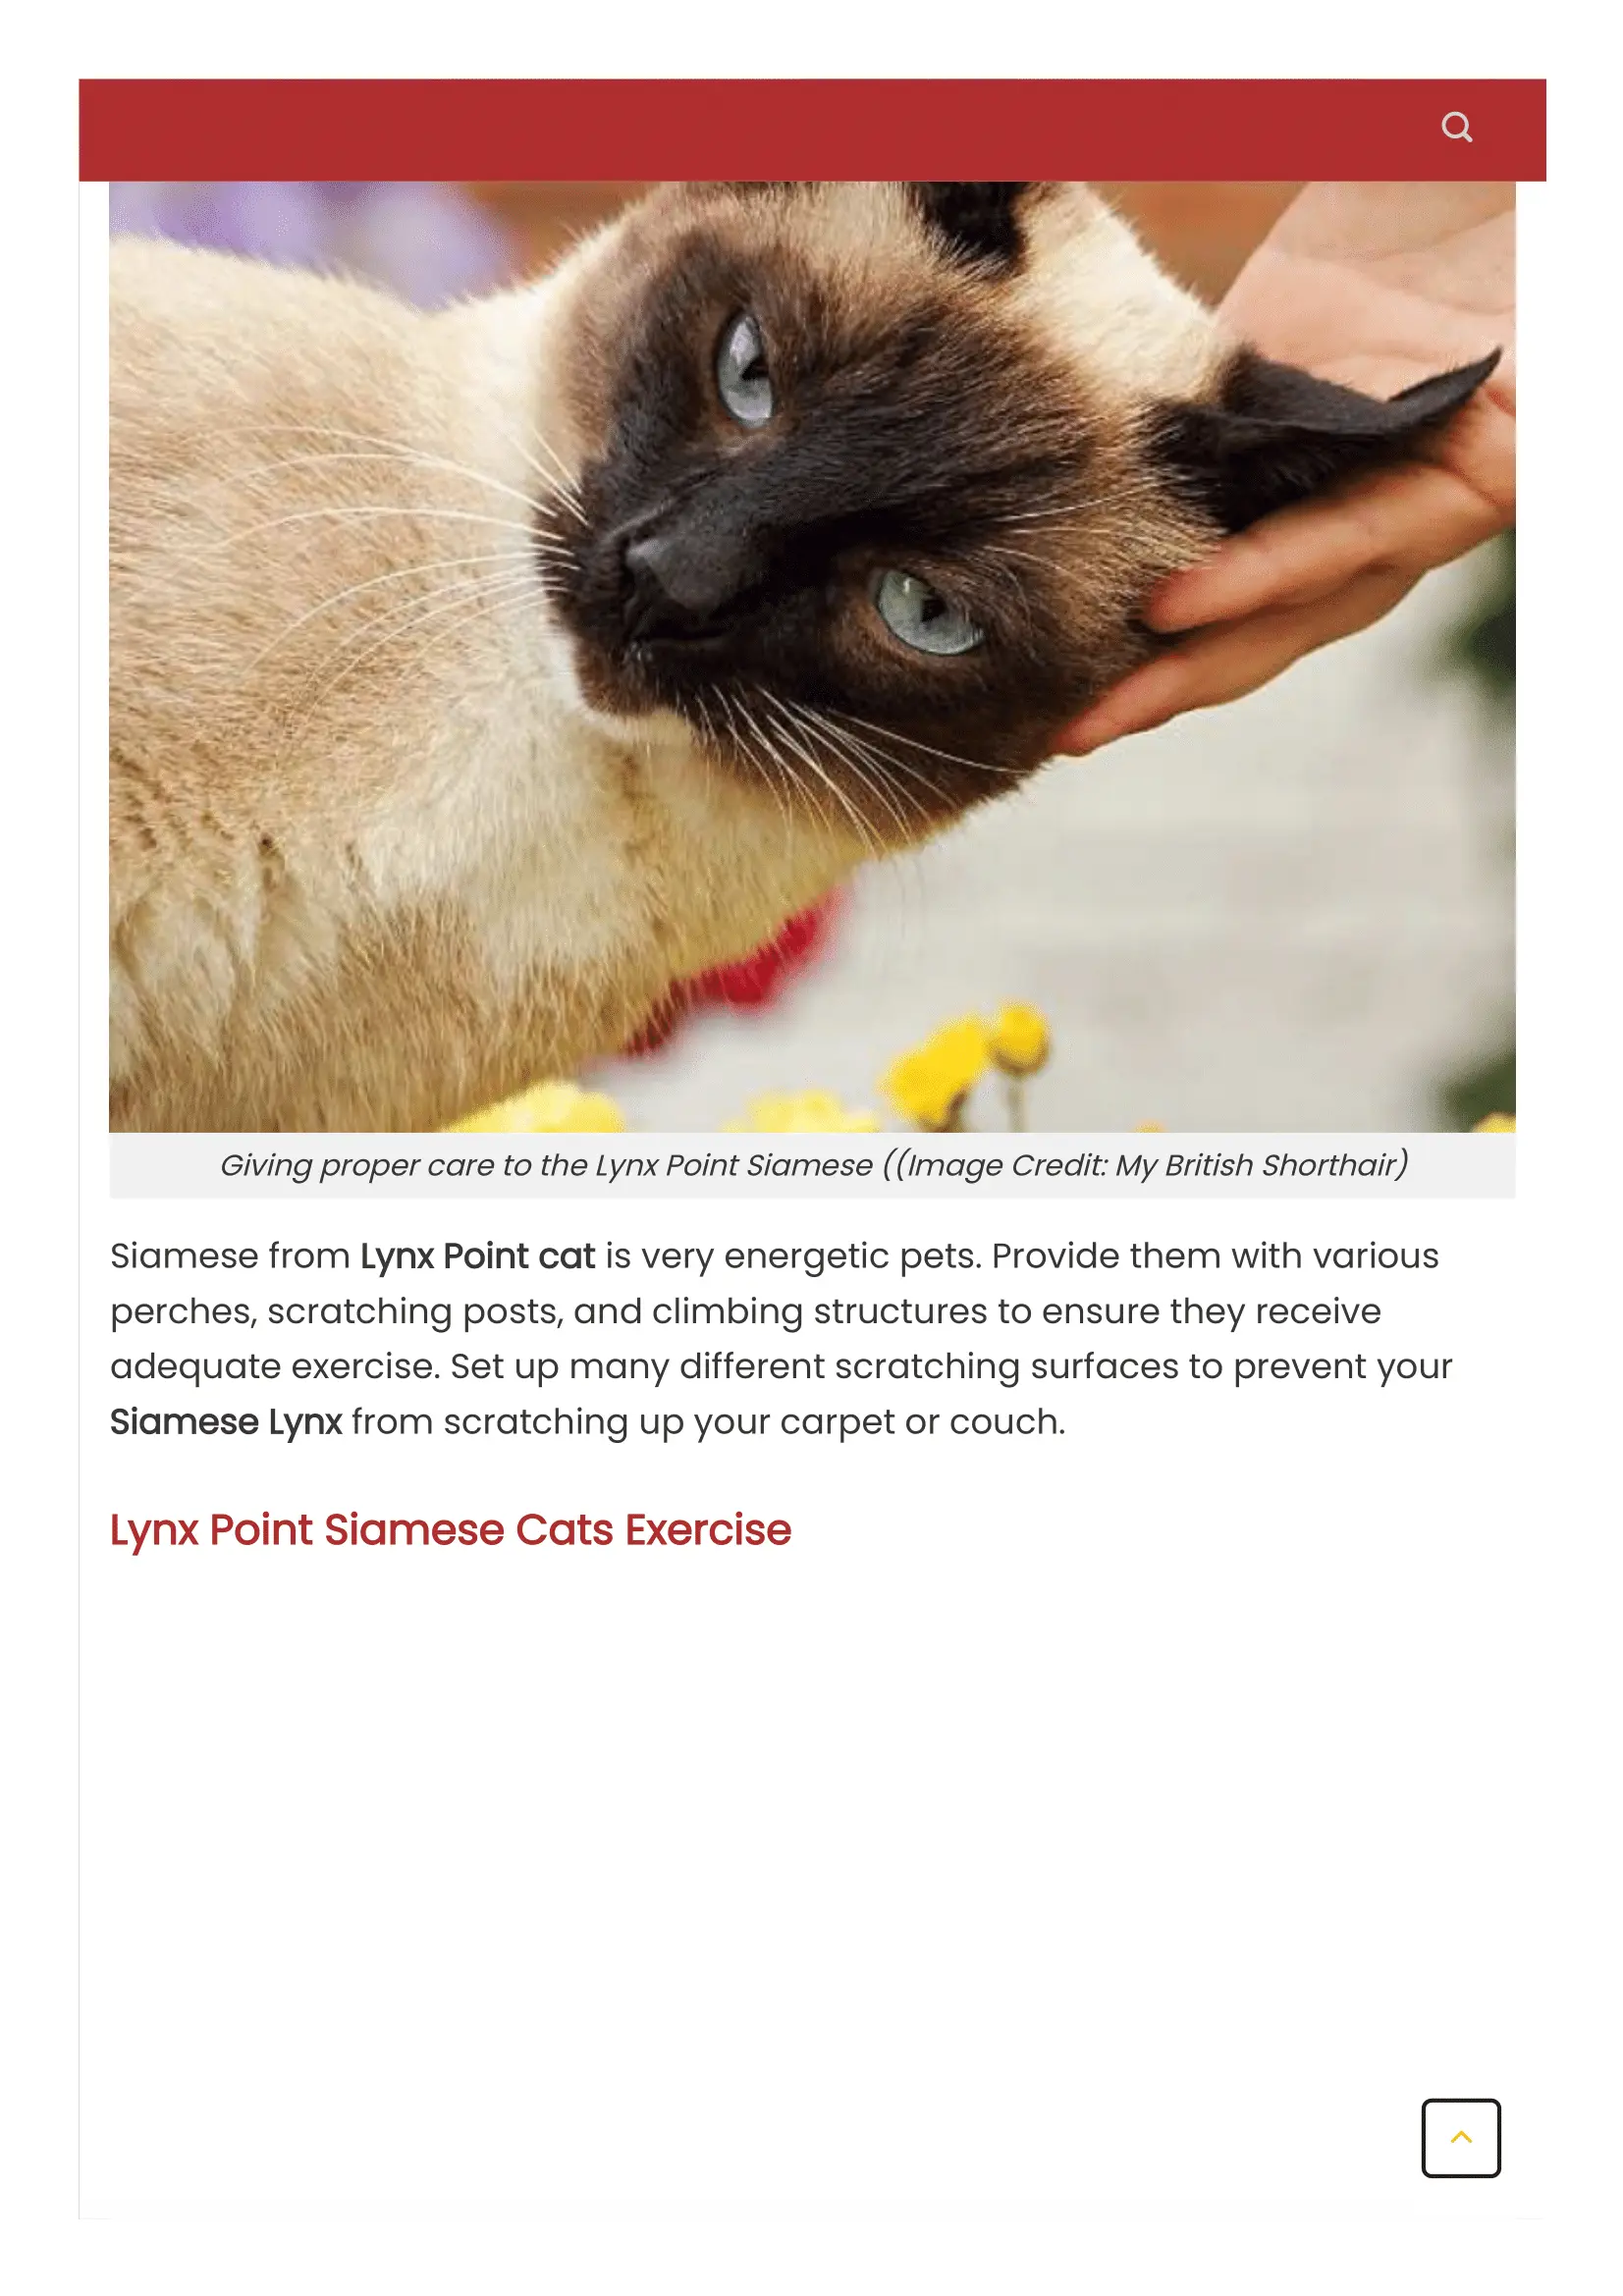 Giving proper care to the Lynx Point Siamese ((Image Credit: My British Shorthair)
Siamese from Lynx Point cat is very energetic pets. Provide them with various
perches, scratching posts, and climbing structures to ensure they receive
adequate exercise. Set up many different scratching surfaces to prevent your
Siamese Lynx from scratching up your carpet or couch.
Lynx Point Siamese Cats Exercise